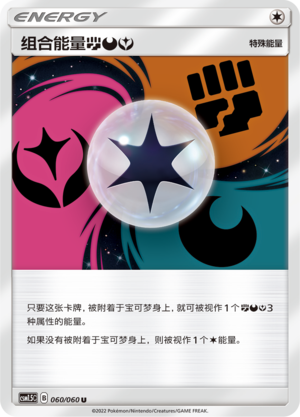 ENERGY
组合能量
特殊能量
只要这张卡牌，被附着于宝可梦身上，就可被视作1个3
种属性的能量。
如果没有被附着于宝可梦身上，则被视作1个能量。
CSM1.5C B 060/060 U
©2022 Pokémon/Nintendo/Creatures/GAME FREAK.